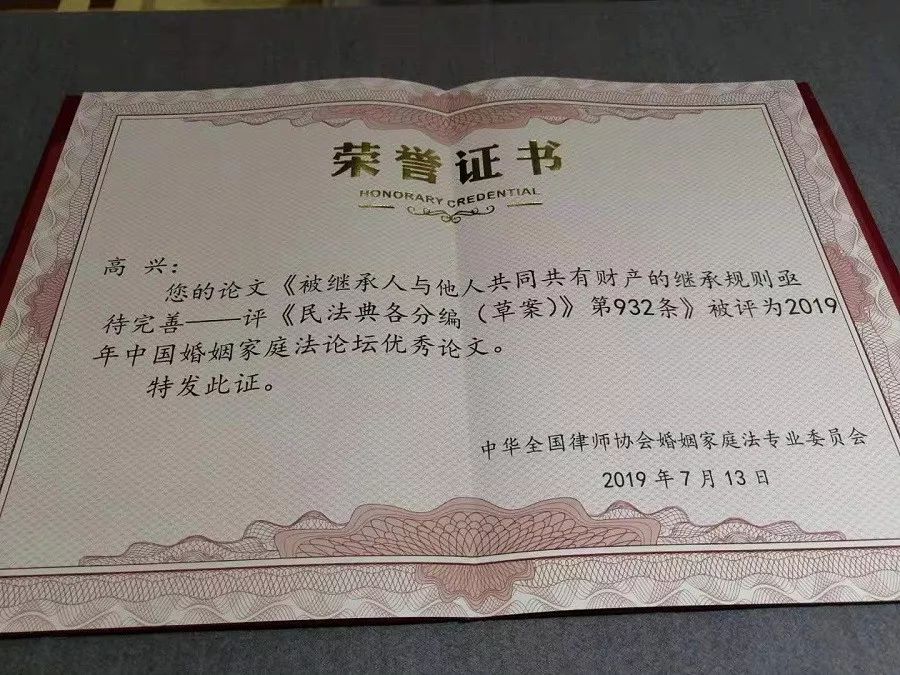 荣誉证书
HONORARY CREDENTIAL
高 兴：
您的论文《被继承人与他人共同共有财产的继承规则亟
待完善——评《民法典各分编（草案）》第932条》被评为2019
年中国婚姻家庭法论坛优秀论文。
特发此证。
中华全国律师协会婚姻家庭法专业委员会
2019 年 7 月 13 日